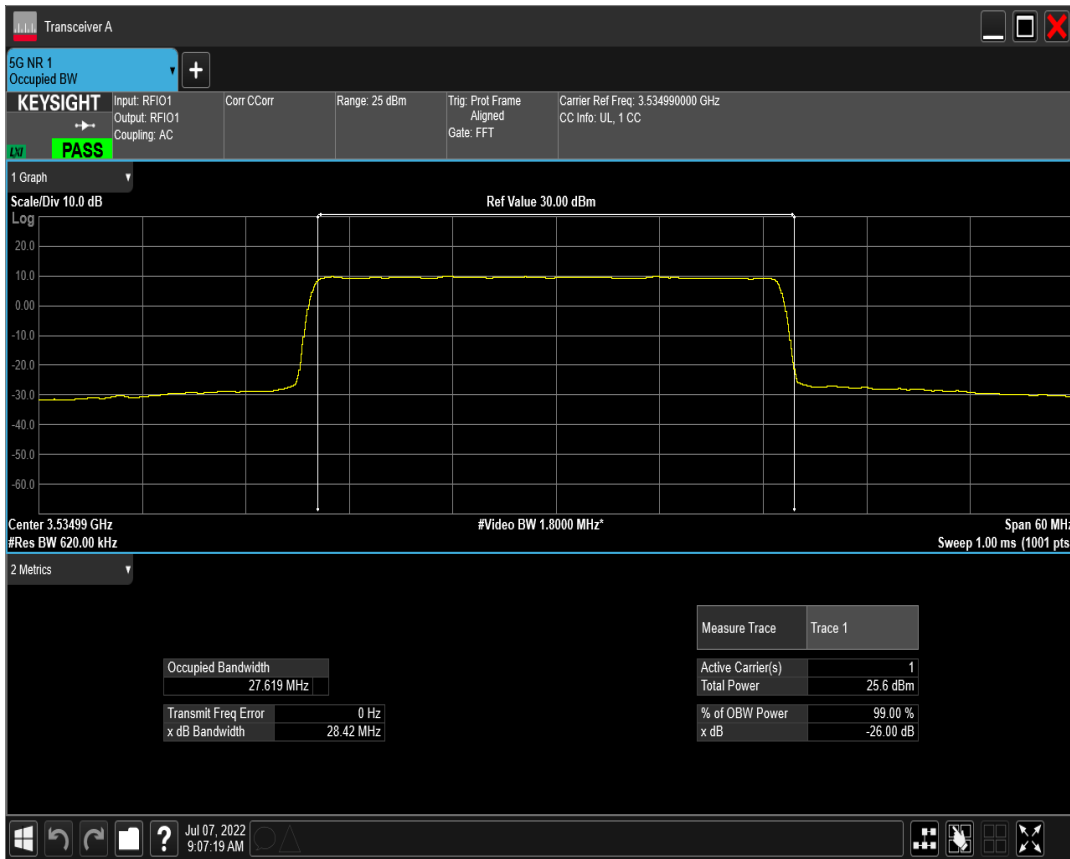 Transceiver A
5G NR 1
Occupied BW
KEYSIGHT
LXI
PASS
Input: RFIO1
Output: RFIO1
Coupling: AC
Corr CCorr
Range: 25 dBm
Trig: Prot Frame
Aligned
Gate: FFT
Carrier Ref Freq: 3.534990000 GHz
CC Info: UL, 1 CC
1 Graph
Scale/Div 10.0 dB
Ref Value 30.00 dBm
Log
20.0
10.0
0.00
-10.0
-20.0
-30.0
-40.0
-50.0
-60.0
Center 3.53499 GHz
#Video BW 1.8000 MHz*
Span 60 MHz
#Res BW 620.00 kHz
Sweep 1.00 ms (1001 pts
2 Metrics
Measure Trace Trace 1
Occupied Bandwidth
27.619 MHz
Active Carrier(s) 1
Total Power 25.6 dBm
Transmit Freq Error 0 Hz
x dB Bandwidth 28.42 MHz
% of OBW Power 99.00 %
x dB -26.00 dB
Jul 07, 2022
9:07:19 AM